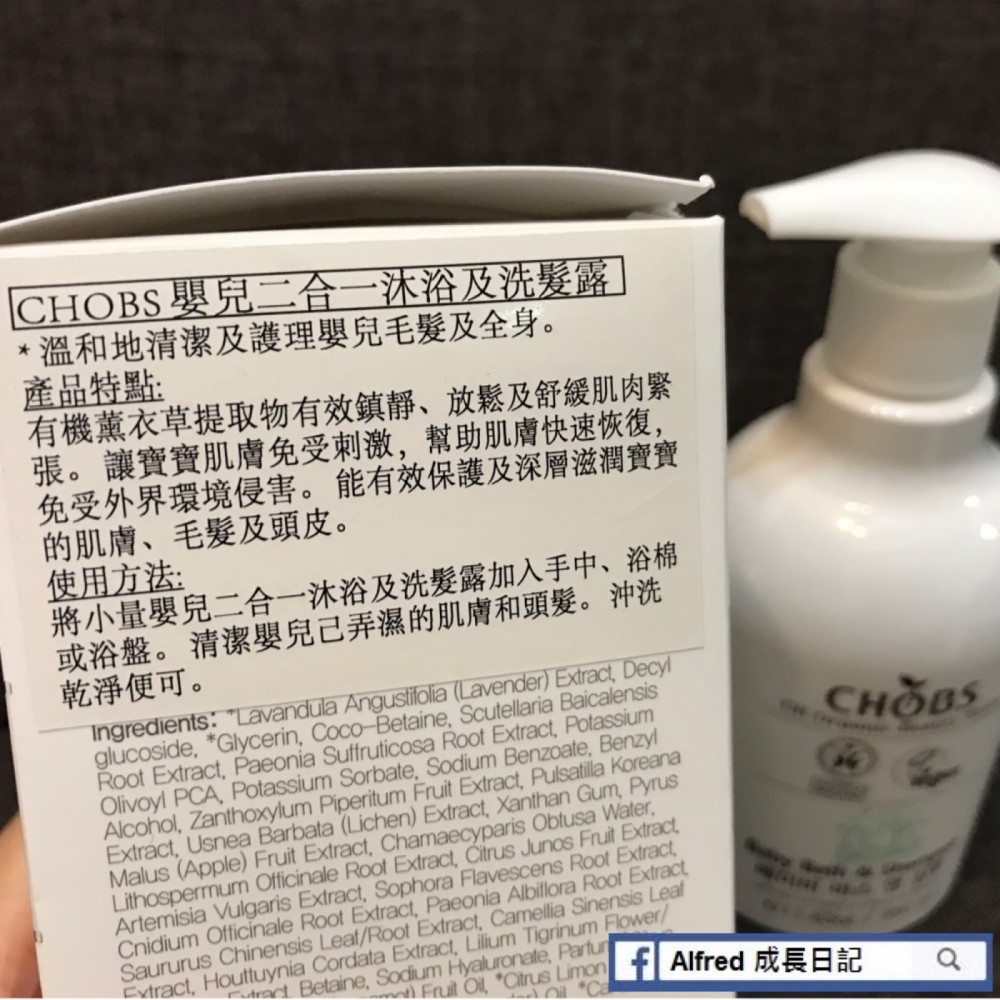 CHOBS 嬰兒二合一沐浴及洗髮露
*溫和地清潔及護理嬰兒毛髮及全身。
產品特點:
有機薰衣草提取物有效鎮靜、放鬆及舒緩肌肉緊
張。讓寶寶肌膚免受刺激，幫助肌膚快速恢復，
免受外界環境侵害。能有效保護及深層滋潤寶寶
的肌膚、毛髮及頭皮。
使用方法:
將小量嬰兒二合一沐浴及洗髮露加入手中、浴棉
或浴盤。清潔嬰兒己弄濕的肌膚和頭髮。沖洗
乾淨便可。
Ingredients: *Lavandula Angustifolia (Lavender) Extract, Decyl
glucoside, *Glycerin, Coco-Betaine, Scutellaria Baicalensis
Root Extract, Paeonia Suffruticosa Root Extract, Potassium
Olivoyl PCA, Potassium Sorbate, Sodium Benzoate, Benzyl
Alcohol, Zanthoxylum Piperitum Fruit Extract, Pulsatilla Koreana
Extract, Usnea Barbata (Lichen) Extract, Xanthan Gum, Pyrus
Malus (Apple) Fruit Extract, Chamaecyparis Obtusa Water,
Lithospermum Officinale Root Extract, Citrus Junos Fruit Extract,
Artemisia Vulgaris Extract, Sophora Flavescens Root Extract,
Cnidium Officinale Root Extract, Paeonia Albiflora Root Extract,
Saururus Chinensis Leaf/Root Extract, Camellia Sinensis Leaf
Extract, Houttuynia Cordata Extract, Lilium Tigrinum Flower/
Extract, Betaine, Sodium Hyaluronate,
Fruit Oil, *Citrus Limon
CHOBS
Vegan
Alfred 成長日記